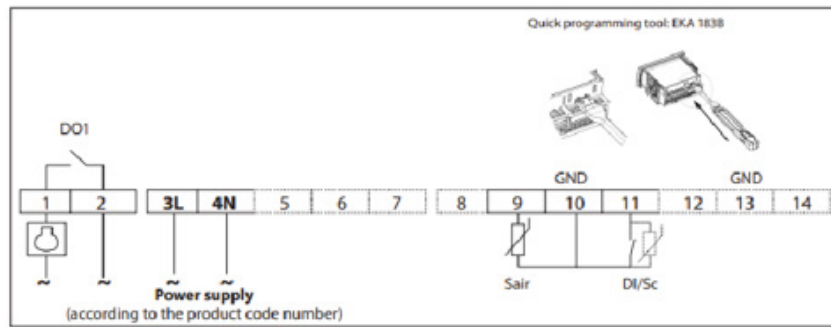 Quick programming tool: EKA 183B
DO1
GND GND
1 2 3L 4N 5 6 7 8 9 10 11 12 13 14
~ ~ ~ ~
Sair DI/Sc
Power supply
(according to the product code number)